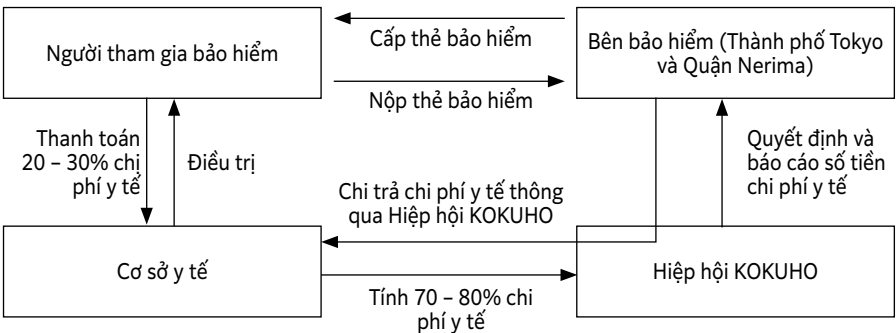 Người tham gia bảo hiểm
Cấp thẻ bảo hiểm
Nộp thẻ bảo hiểm
Bên bảo hiểm (Thành phố Tokyo
và Quận Nerima)
Thanh toán
20 – 30% chi
phí y tế
Điều trị
Chi trả chi phí y tế thông
qua Hiệp hội KOKUHO
Quyết định và
báo cáo số tiền
chi phí y tế
Cơ sở y tế
Tính 70 – 80% chi
phí y tế
Hiệp hội KOKUHO